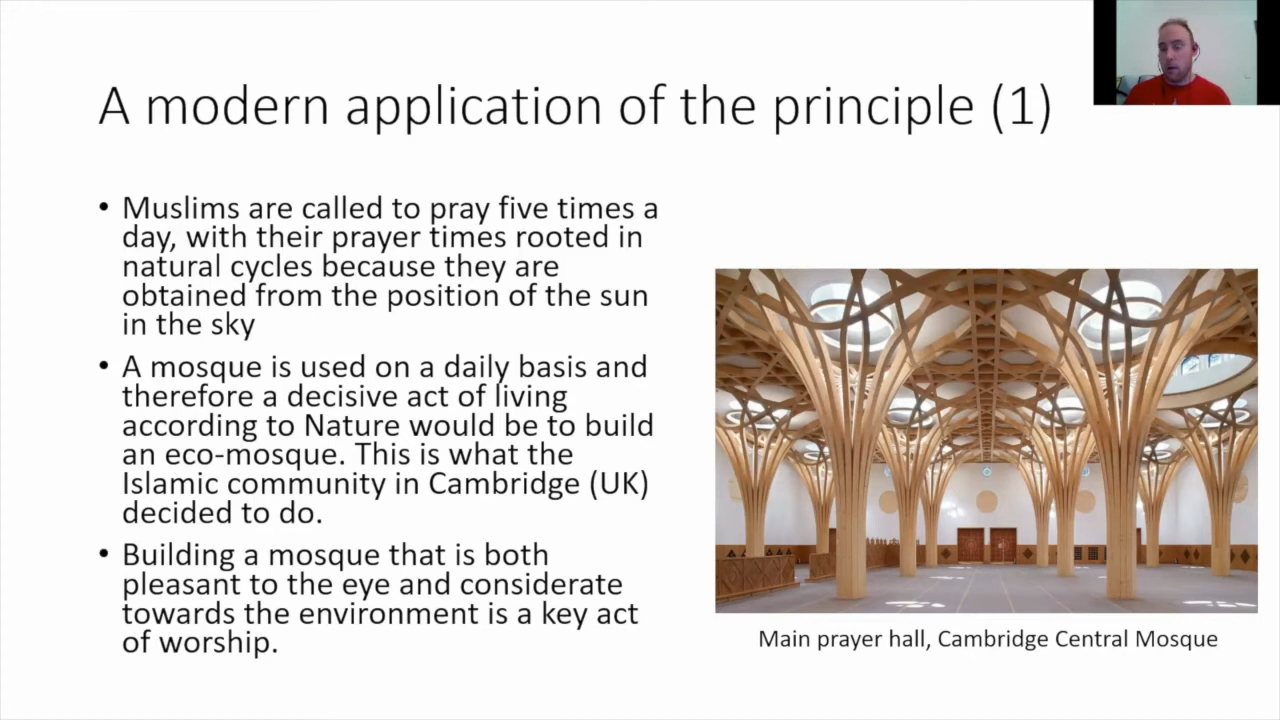 A modern application of the principle (1)
• Muslims are called to pray five times a
day, with their prayer times rooted in
natural cycles because they are
obtained from the position of the sun
in the sky
• A mosque is used on a daily basis and
therefore a decisive act of living
according to Nature would be to build
an eco-mosque. This is what the
Islamic community in Cambridge (UK)
decided to do.
• Building a mosque that is both
pleasant to the eye and considerate
towards the environment is a key act
of worship.
Main prayer hall, Cambridge Central Mosque